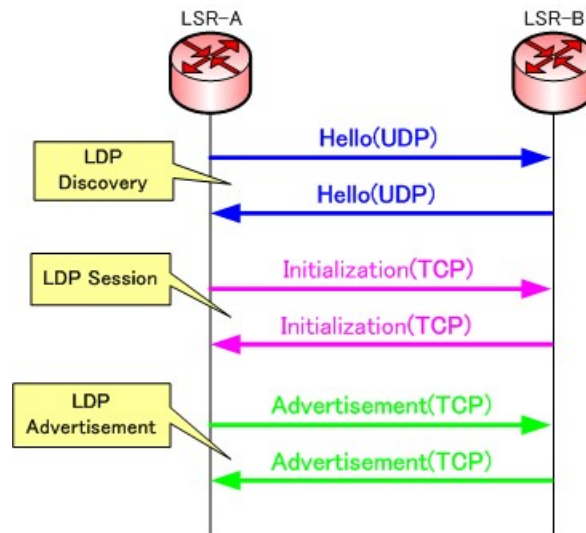 LSR-A
LSR-B
Hello(UDP)
LDP
Discovery
Hello(UDP)
Initialization(TCP)
LDP Session
Initialization(TCP)
LDP
Advertisement
Advertisement(TCP)
Advertisement(TCP)